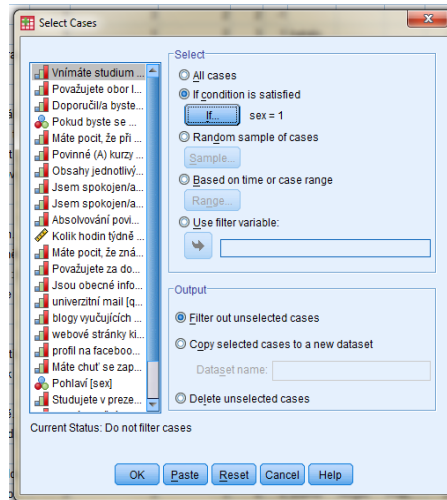 Select Cases
Vnímáte studium ...
Považujete obor l...
Doporučil/a byste...
Pokud byste se ...
Máte pocit, že při ...
Povinné (A) kurzy ...
Obsahy jednotlivý...
Jsem spokojen/a...
Jsem spokojen/a...
Absolvování povi...
Kolik hodin týdně ...
Máte pocit, že zná...
Považujete za do...
Jsou obecné info...
univerzitní mail [q...
blogy vyučujících ...
webové stránky ki...
profil na faceboo...
Máte chuť se zap...
Pohlaví [sex]
Studujete v preze...
Select
All cases
If condition is satisfied
If... sex = 1
Random sample of cases
Sample...
Based on time or case range
Range...
Use filter variable:
Output
Filter out unselected cases
Copy selected cases to a new dataset
Dataset name:
Delete unselected cases
Current Status: Do not filter cases
OK Paste Reset Cancel Help